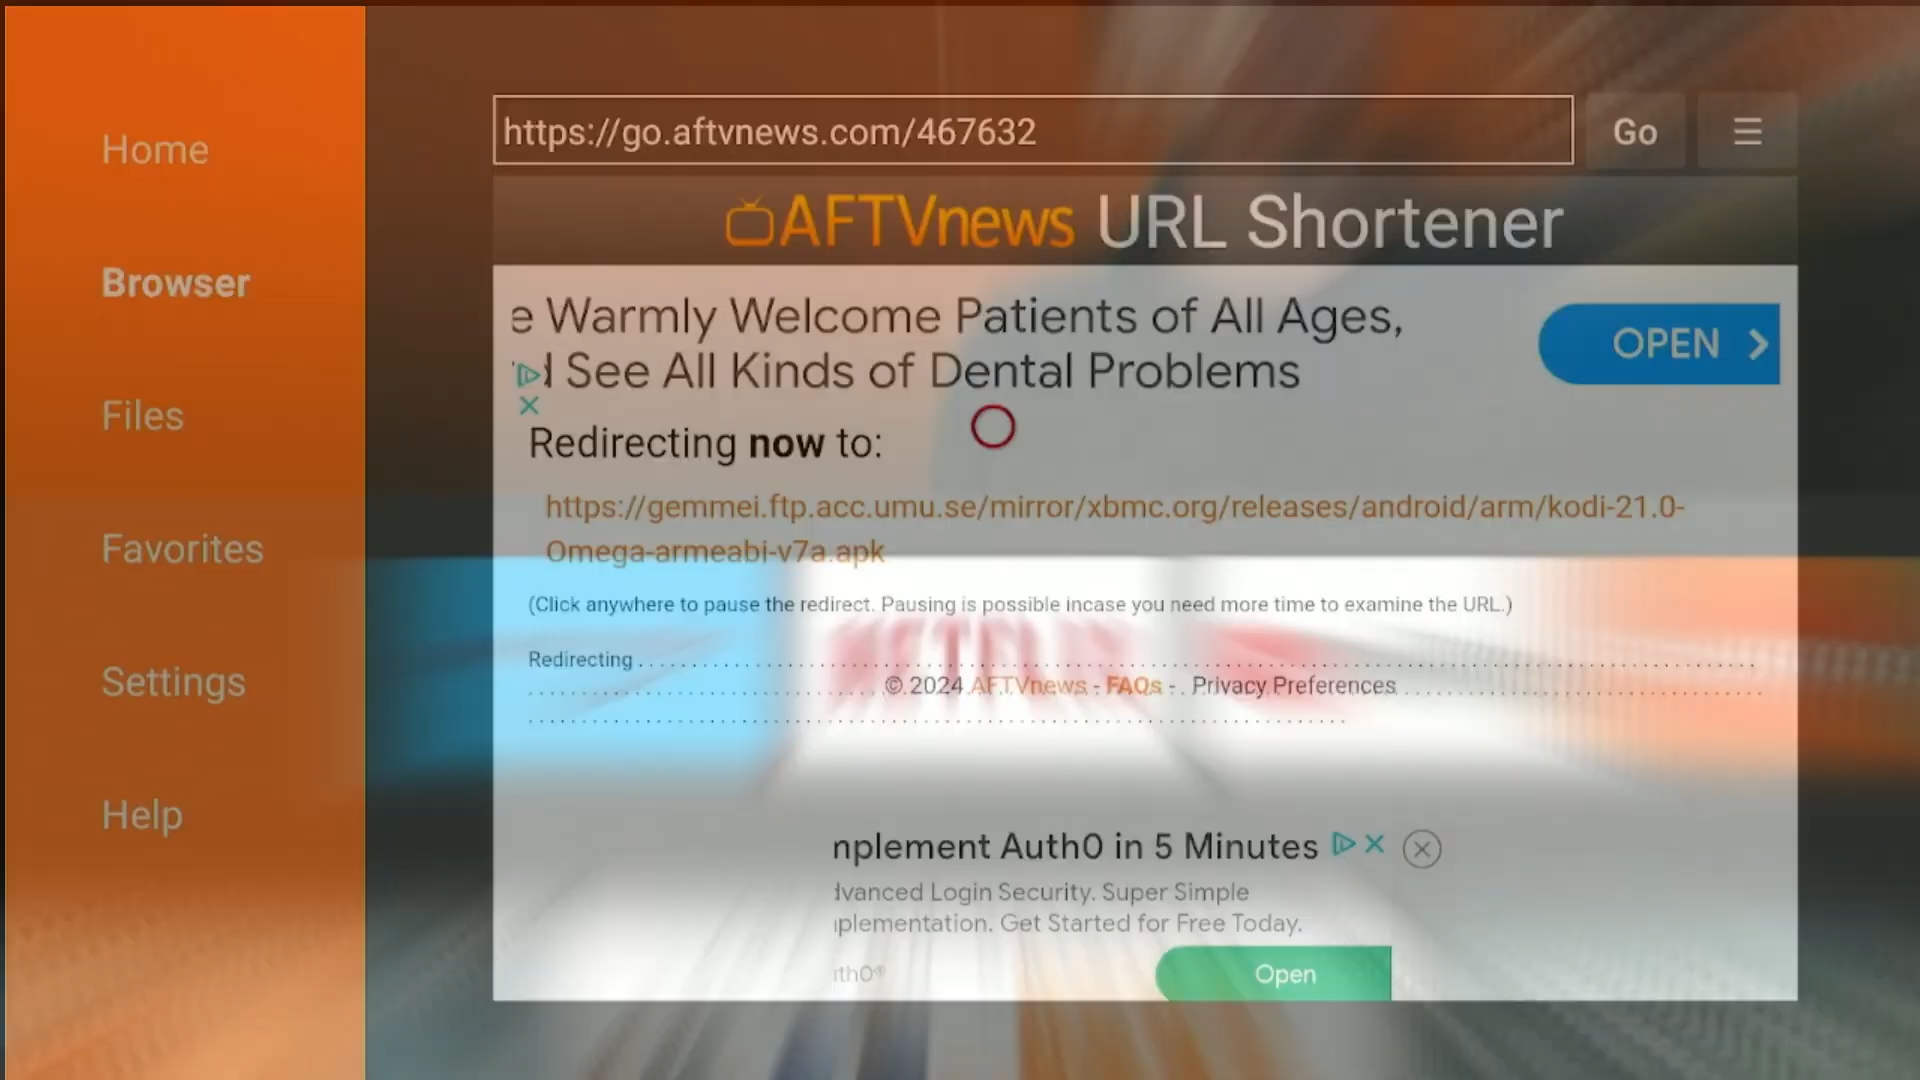 Home
Browser
Files
Favorites
Settings
Help
https://go.aftvnews.com/467632
Go
AFTVnews URL Shortener
e Warmly Welcome Patients of All Ages,
d See All Kinds of Dental Problems
OPEN
Redirecting now to:
https://gemmei.ftp.acc.umu.se/mirror/xbmc.org/releases/android/arm/kodi-21.0-
Omega-armeabi-v7a.apk
(Click anywhere to pause the redirect. Pausing is possible incase you need more time to examine the URL.)
Redirecting
© 2024 AFTVnews - FAQs - Privacy Preferences
nplement Auth0 in 5 Minutes
dvanced Login Security. Super Simple
plementation. Get Started for Free Today.
th0®
Open